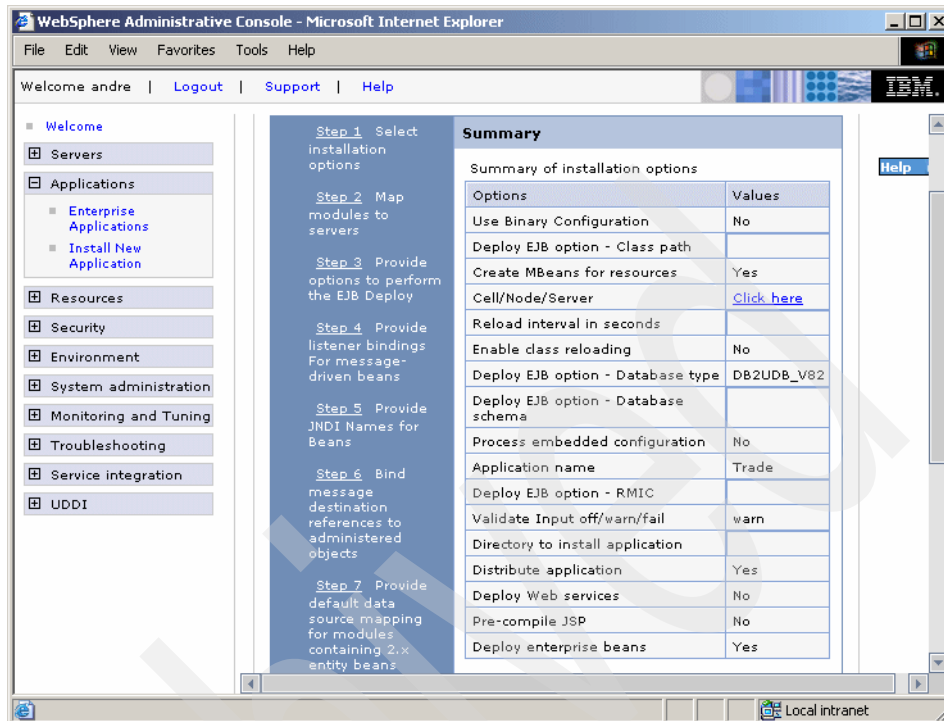 WebSphere Administrative Console - Microsoft Internet Explorer
File Edit View Favorites Tools Help
Welcome andre | Logout | Support | Help
IBM.
Welcome
Servers
Applications
Enterprise
Applications
Install New
Application
Resources
Security
Environment
System administration
Monitoring and Tuning
Troubleshooting
Service integration
UDDI
Step 1 Select
installation
options
Step 2 Map
modules to
servers
Step 3 Provide
options to perform
the EJB Deploy
Step 4 Provide
listener bindings
For message-
driven beans
Step 5 Provide
JNDI Names for
Beans
Step 6 Bind
message
destination
references to
administered
objects
Step 7 Provide
default data
source mapping
for modules
containing 2.x
entity beans
Summary
Summary of installation options
Options Values
Use Binary Configuration No
Deploy EJB option - Class path
Create MBeans for resources Yes
Cell/Node/Server Click here
Reload interval in seconds
Enable class reloading No
Deploy EJB option - Database type DB2UDB_V82
Deploy EJB option - Database
schema
Process embedded configuration No
Application name Trade
Deploy EJB option - RMIC
Validate Input off/warn/fail warn
Directory to install application
Distribute application Yes
Deploy Web services No
Pre-compile JSP No
Deploy enterprise beans Yes
Help
Local intranet